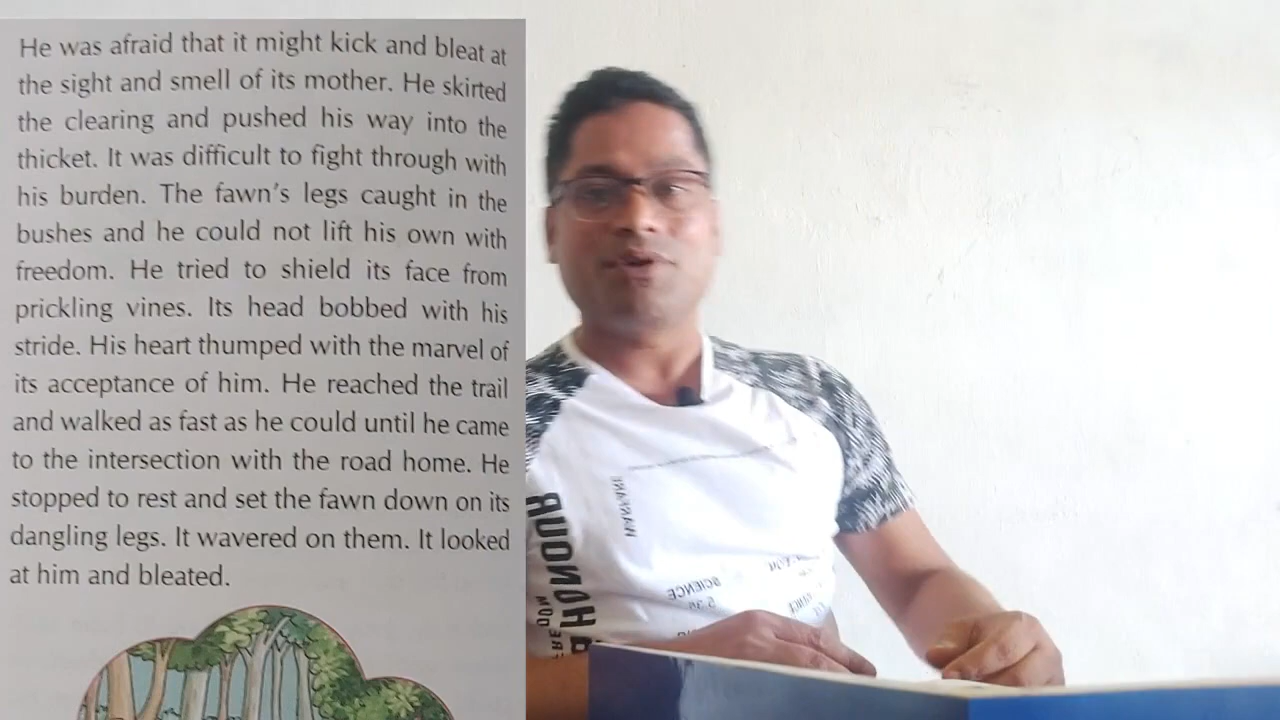 He was afraid that it might kick and bleat at
the sight and smell of its mother. He skirted
the clearing and pushed his way into the
thicket. It was difficult to fight through with
his burden. The fawn's legs caught in the
bushes and he could not lift his own with
freedom. He tried to shield its face from
prickling vines. Its head bobbed with his
stride. His heart thumped with the marvel of
its acceptance of him. He reached the trail
and walked as fast as he could until he came
to the intersection with the road home. He
stopped to rest and set the fawn down on its
dangling legs. It wavered on them. It looked
at him and bleated.
SCIENCE